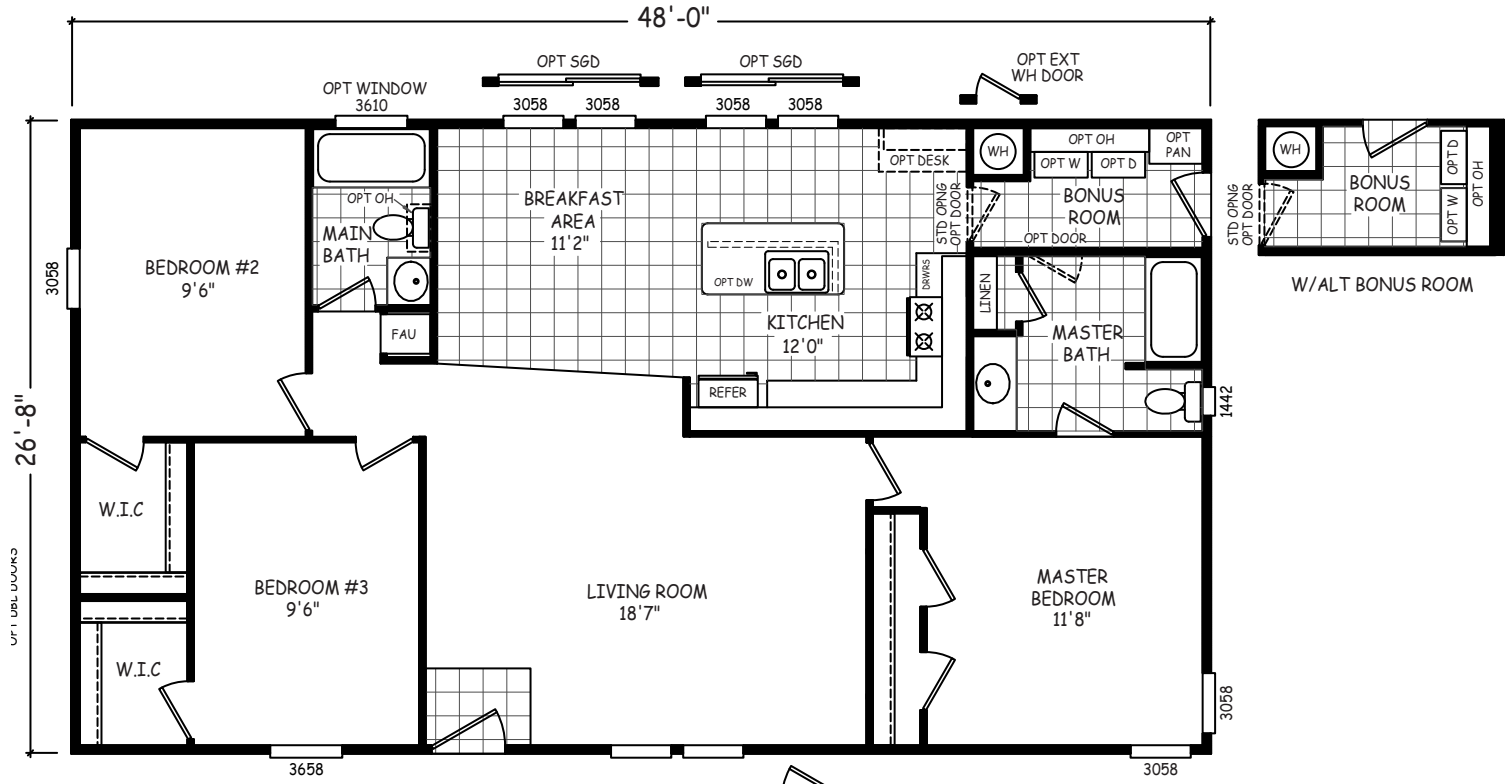 48'-0"
OPT SGD
OPT SGD
OPT EXT
WH DOOR
OPT WINDOW
3610
3058
3058
3058
3058
WH
OPT OH
OPT
PAN
OPT W
OPT D
OPT DESK
STD OPNG
OPT DOOR
BONUS
ROOM
OPT DOOR
WH
BONUS
ROOM
OPT D
OPT W
OPT OH
STD OPNG
OPT DOOR
W/ALT BONUS ROOM
BREAKFAST
AREA
11'2"
OPT OH
MAIN
BATH
BEDROOM #2
9'6"
3058
OPT DW
DRWRS
LINEN
KITCHEN
12'0"
MASTER
BATH
FAU
REFER
1442
26'-8"
W.I.C
OPT DBL DOORS
BEDROOM #3
9'6"
LIVING ROOM
18'7"
MASTER
BEDROOM
11'8"
W.I.C
3058
3658
3058